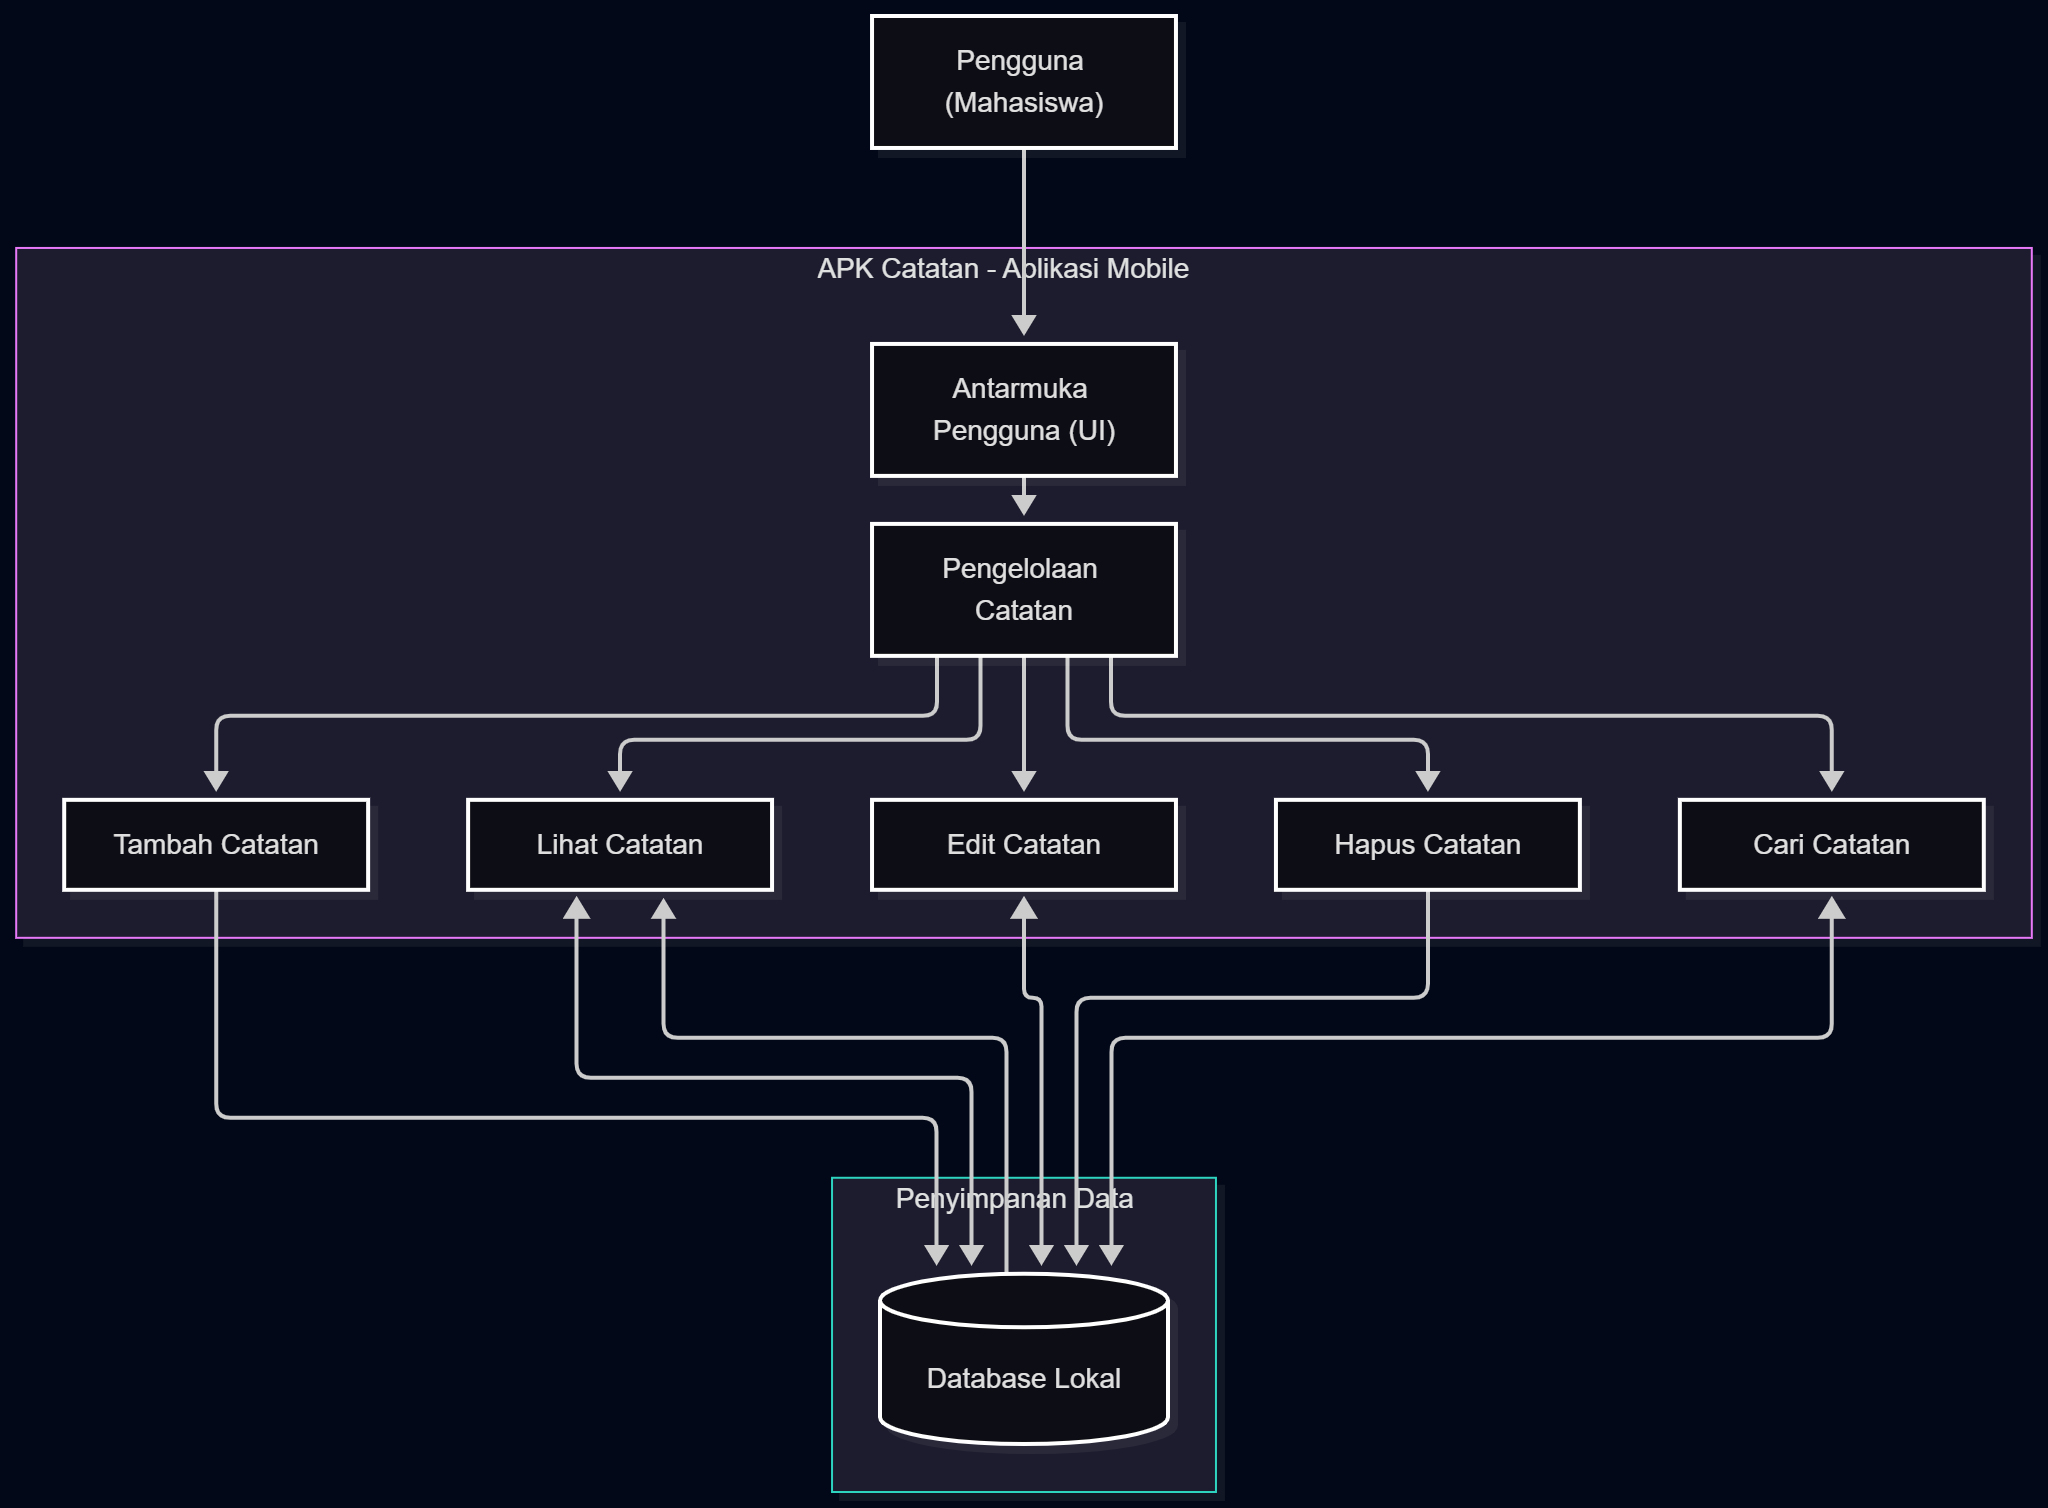 Pengguna
(Mahasiswa)
APK Catatan - Aplikasi Mobile
Antarmuka
Pengguna (UI)
Pengelolaan
Catatan
Tambah Catatan
Lihat Catatan
Edit Catatan
Hapus Catatan
Cari Catatan
Penyimpanan Data
Database Lokal